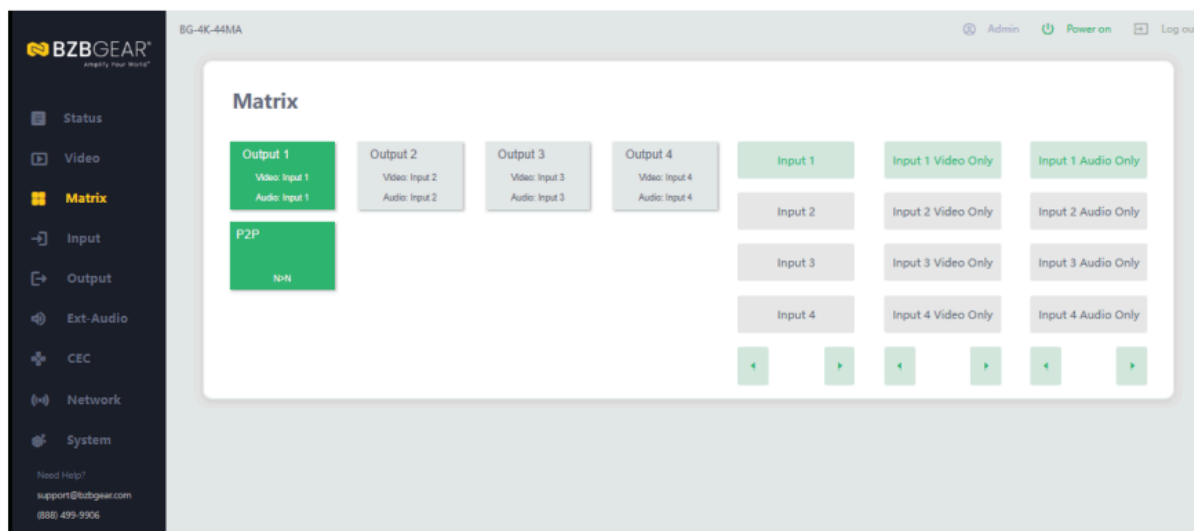 BZBGEAR®
Amplify Your World®
Status
Video
Matrix
Input
Output
Ext-Audio
CEC
Network
System
Need Help?
support@bzbgear.com
(888) 499-9906
BG-4K-44MA
Admin
Power on
Log ou
Matrix
Output 1
Video: Input 1
Audio: Input 1
Output 2
Video: Input 2
Audio: Input 2
Output 3
Video: Input 3
Audio: Input 3
Output 4
Video: Input 4
Audio: Input 4
P2P
N>N
Input 1
Input 1 Video Only
Input 1 Audio Only
Input 2
Input 2 Video Only
Input 2 Audio Only
Input 3
Input 3 Video Only
Input 3 Audio Only
Input 4
Input 4 Video Only
Input 4 Audio Only